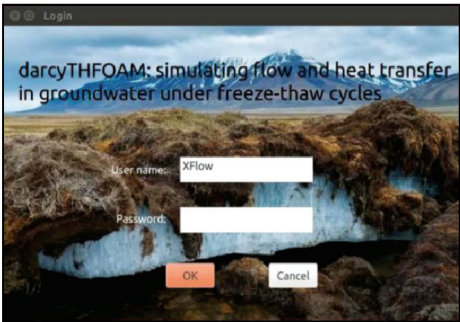 Login
darcyTHFOAM: simulating flow and heat transfer
in groundwater under freeze-thaw cycles
User name:
XFlow
Password:
OK
Cancel